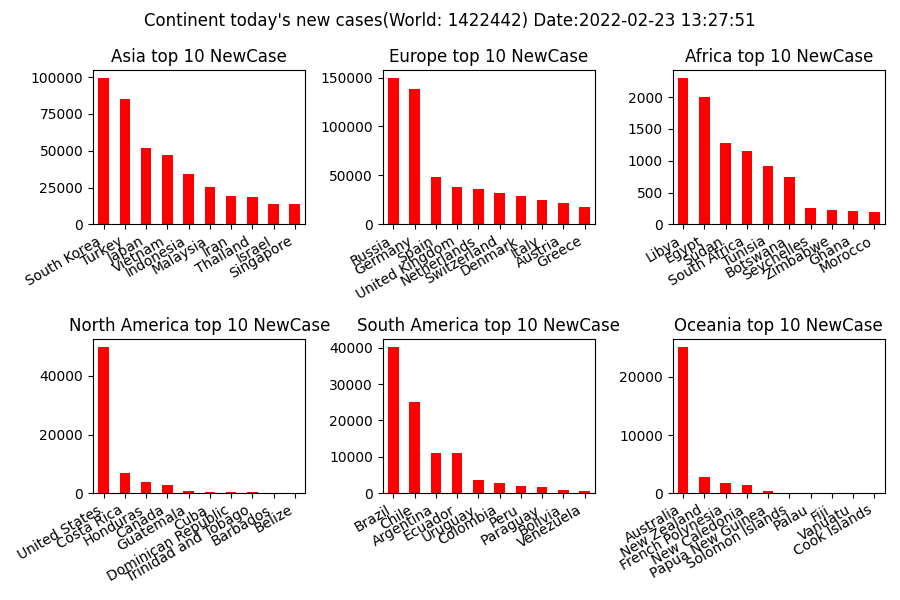 Continent today's new cases(World: 1422442) Date:2022-02-23 13:27:51
Asia top 10 NewCase
100000
75000
50000
25000
0
South Korea
Turkey
Japan
Vietnam
Indonesia
Malaysia
Iran
Thailand
Israel
Singapore
Europe top 10 NewCase
150000
100000
50000
0
Russia
Germany
Spain
United Kingdom
Netherlands
Switzerland
Denmark
Italy
Austria
Greece
Africa top 10 NewCase
2000
1500
1000
500
0
Libya
Egypt
Sudan
South Africa
Tunisia
Botswana
Seychelles
Zimbabwe
Ghana
Morocco
North America top 10 NewCase
40000
20000
0
United States
Costa Rica
Honduras
Canada
Guatemala
Cuba
Dominican Republic
Trinidad and Tobago
Barbados
Belize
South America top 10 NewCase
40000
30000
20000
10000
0
Brazil
Chile
Argentina
Ecuador
Uruguay
Colombia
Peru
Paraguay
Bolivia
Venezuela
Oceania top 10 NewCase
20000
10000
0
Australia
New Zealand
French Polynesia
New Caledonia
Papua New Guinea
Solomon Islands
Palau
Fiji
Vanuatu
Cook Islands